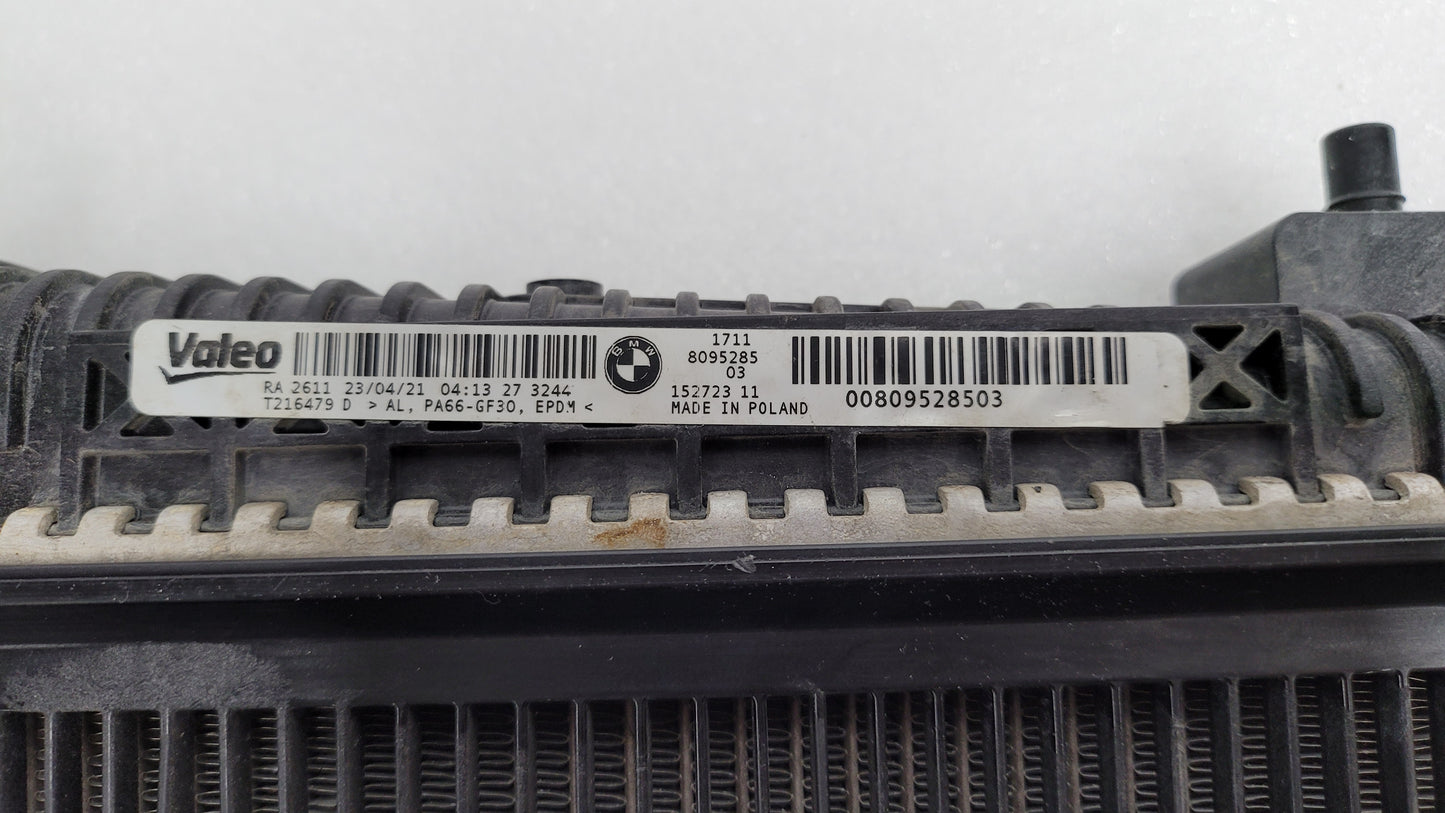 Valeo
RA 2611 23/04/21 04:13 27 3244
T216479 D > AL, PA66-GF30, EPDM <
BMW
1711
8095285
03
152723 11
MADE IN POLAND
00809528503